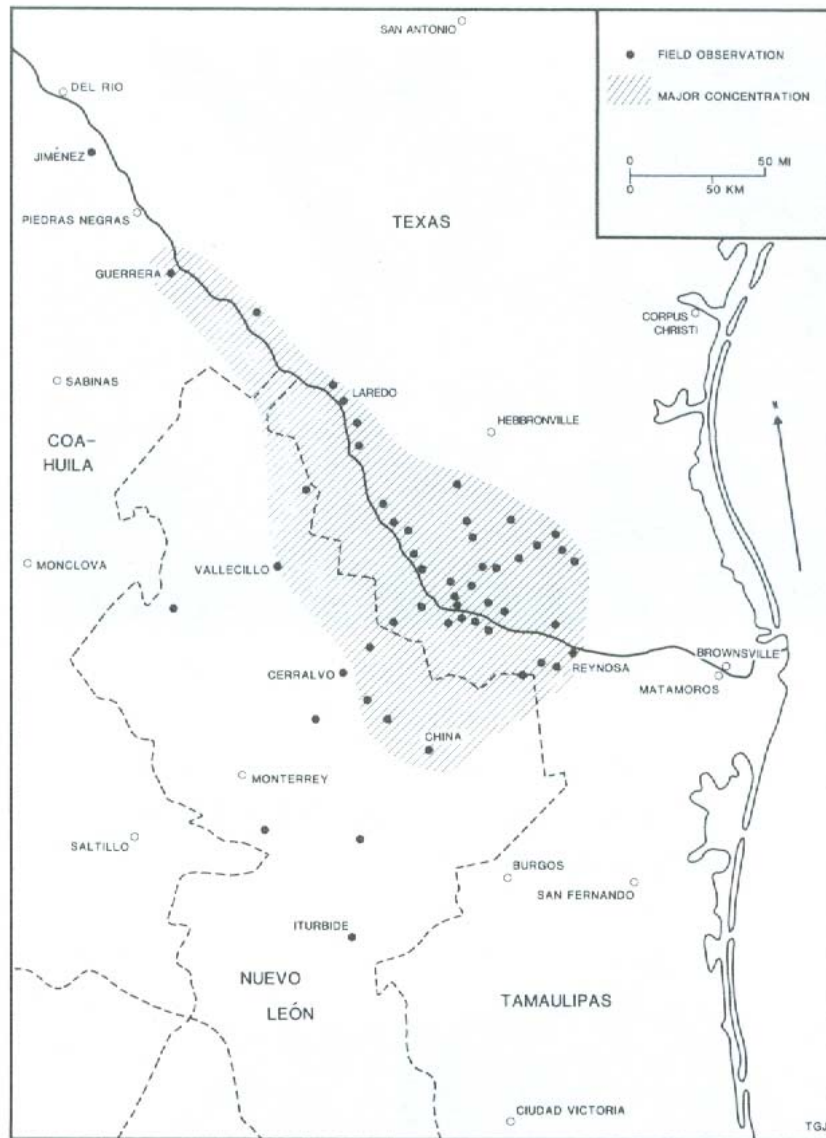 SAN ANTONIO
FIELD OBSERVATION
MAJOR CONCENTRATION
0 50 MI
0 50 KM
DEL RIO
JIMÉNEZ
PIEDRAS NEGRAS
TEXAS
GUERRERA
CORPUS
CHRISTI
SABINAS
LAREDO
HEBBRONVILLE
N
COA-
HUILA
MONCLOVA
VALLECILLO
CERRALVO
REYNOSA
BROWNSVILLE
MATAMOROS
CHINA
MONTERREY
SALTILLO
BURGOS
SAN FERNANDO
ITURBIDE
NUEVO
LEÓN
TAMAULIPAS
CIUDAD VICTORIA
TGJ